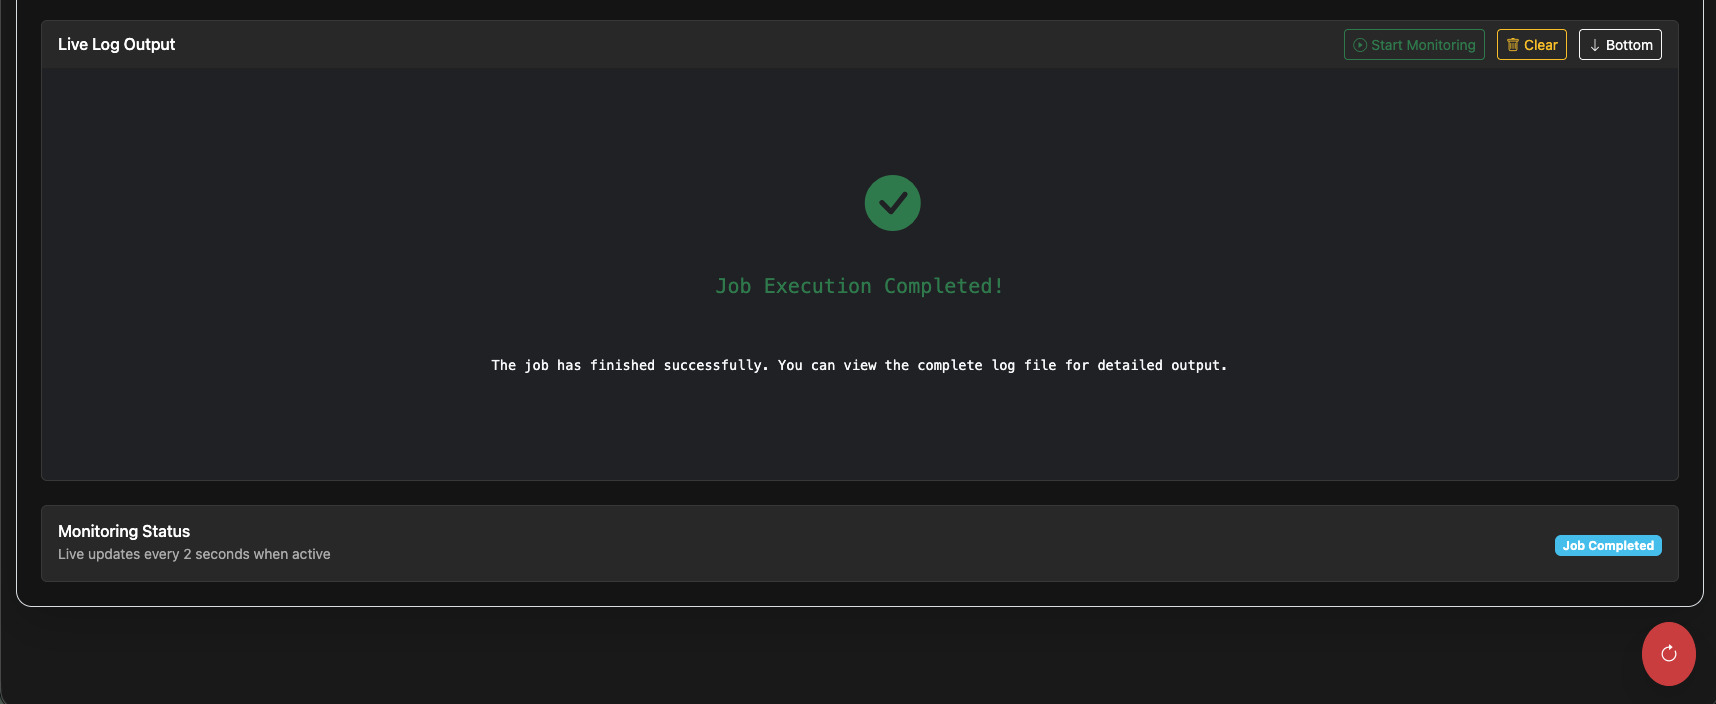 Live Log Output
Start Monitoring
Clear
Bottom
Job Execution Completed!
The job has finished successfully. You can view the complete log file for detailed output.
Monitoring Status
Live updates every 2 seconds when active
Job Completed